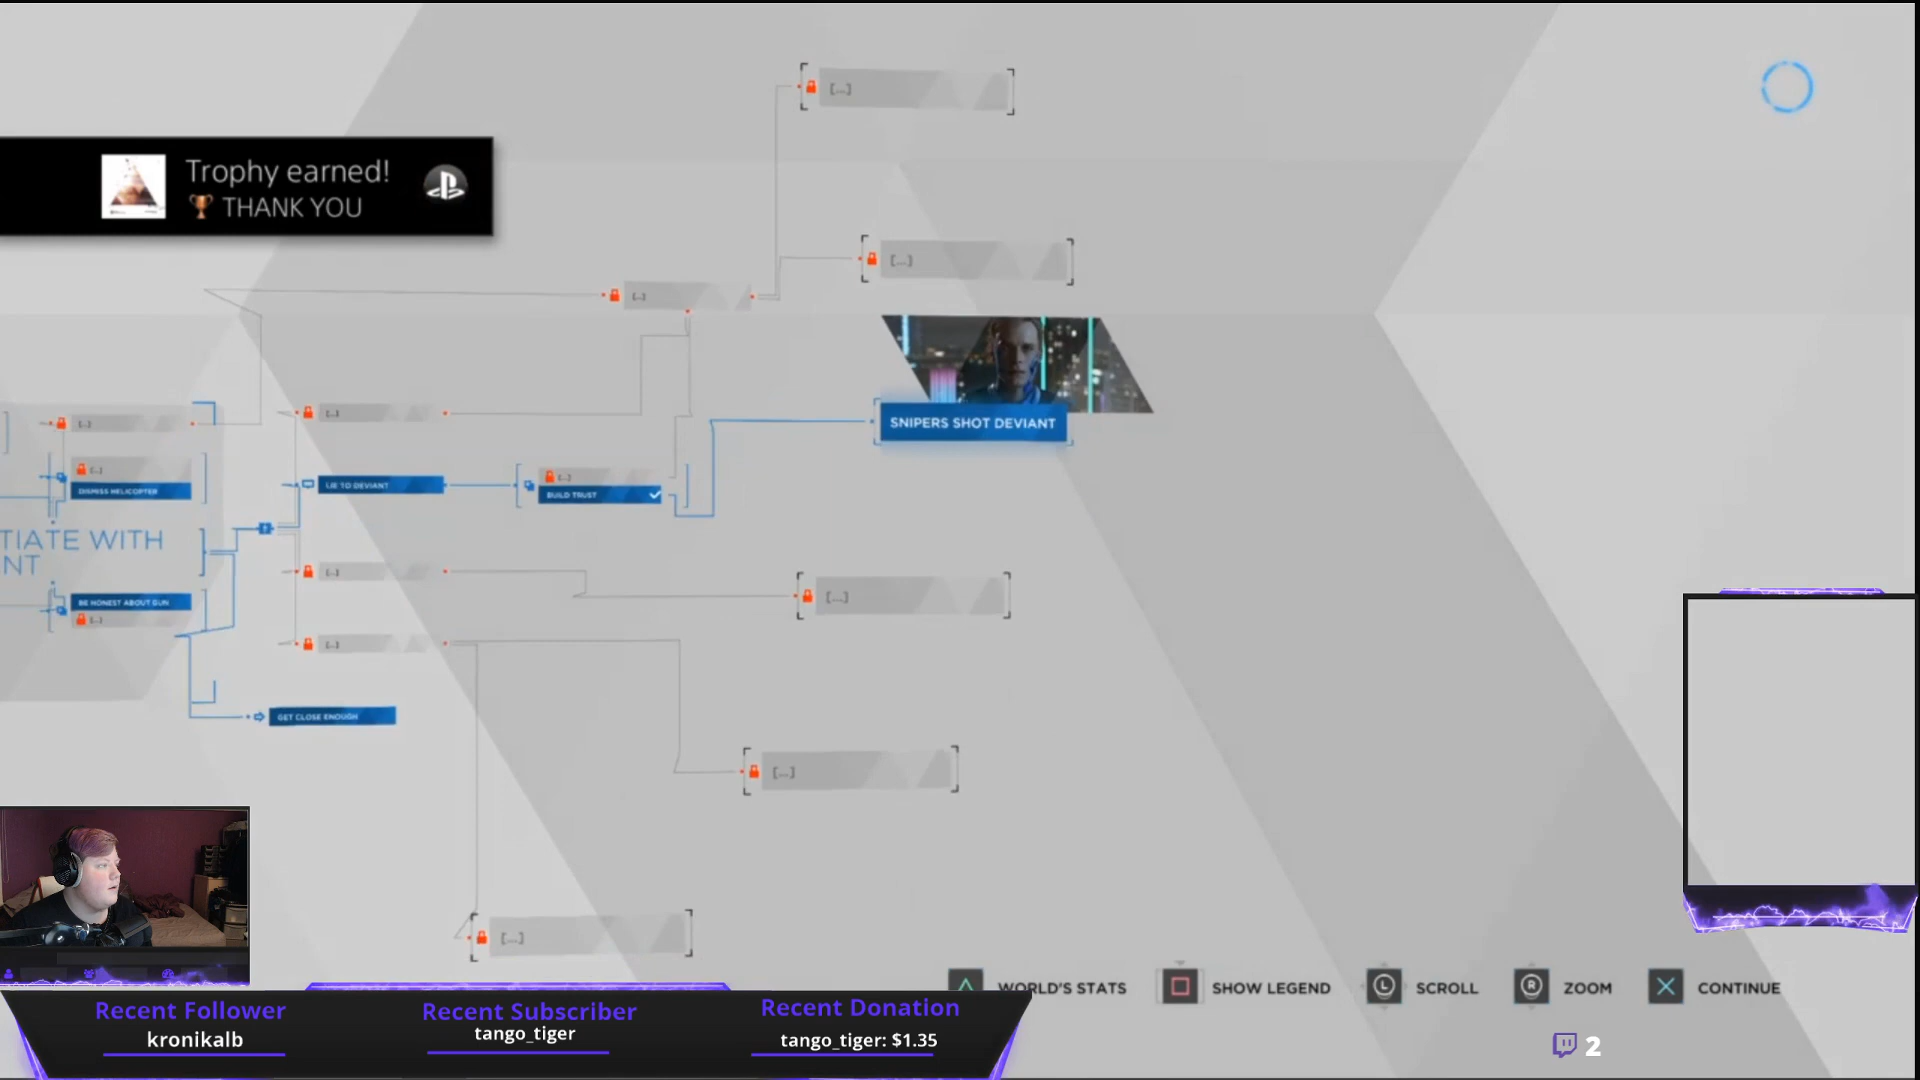 [...]
Trophy earned!
THANK YOU
[...]
[...]
[...]
[...]
SNIPERS SHOT DEVIANT
[...]
[...]
DISMISS HELICOPTER
LIE TO DEVIANT
[...]
BUILD TRUST
TIATE WITH
NT
[...]
BE HONEST ABOUT GUN
[...]
[...]
[...]
GET CLOSE ENOUGH
[...]
[...]
WORLD'S STATS
SHOW LEGEND
L
SCROLL
R
ZOOM
CONTINUE
Recent Follower
kronikalb
Recent Subscriber
tango_tiger
Recent Donation
tango_tiger: $1.35
2